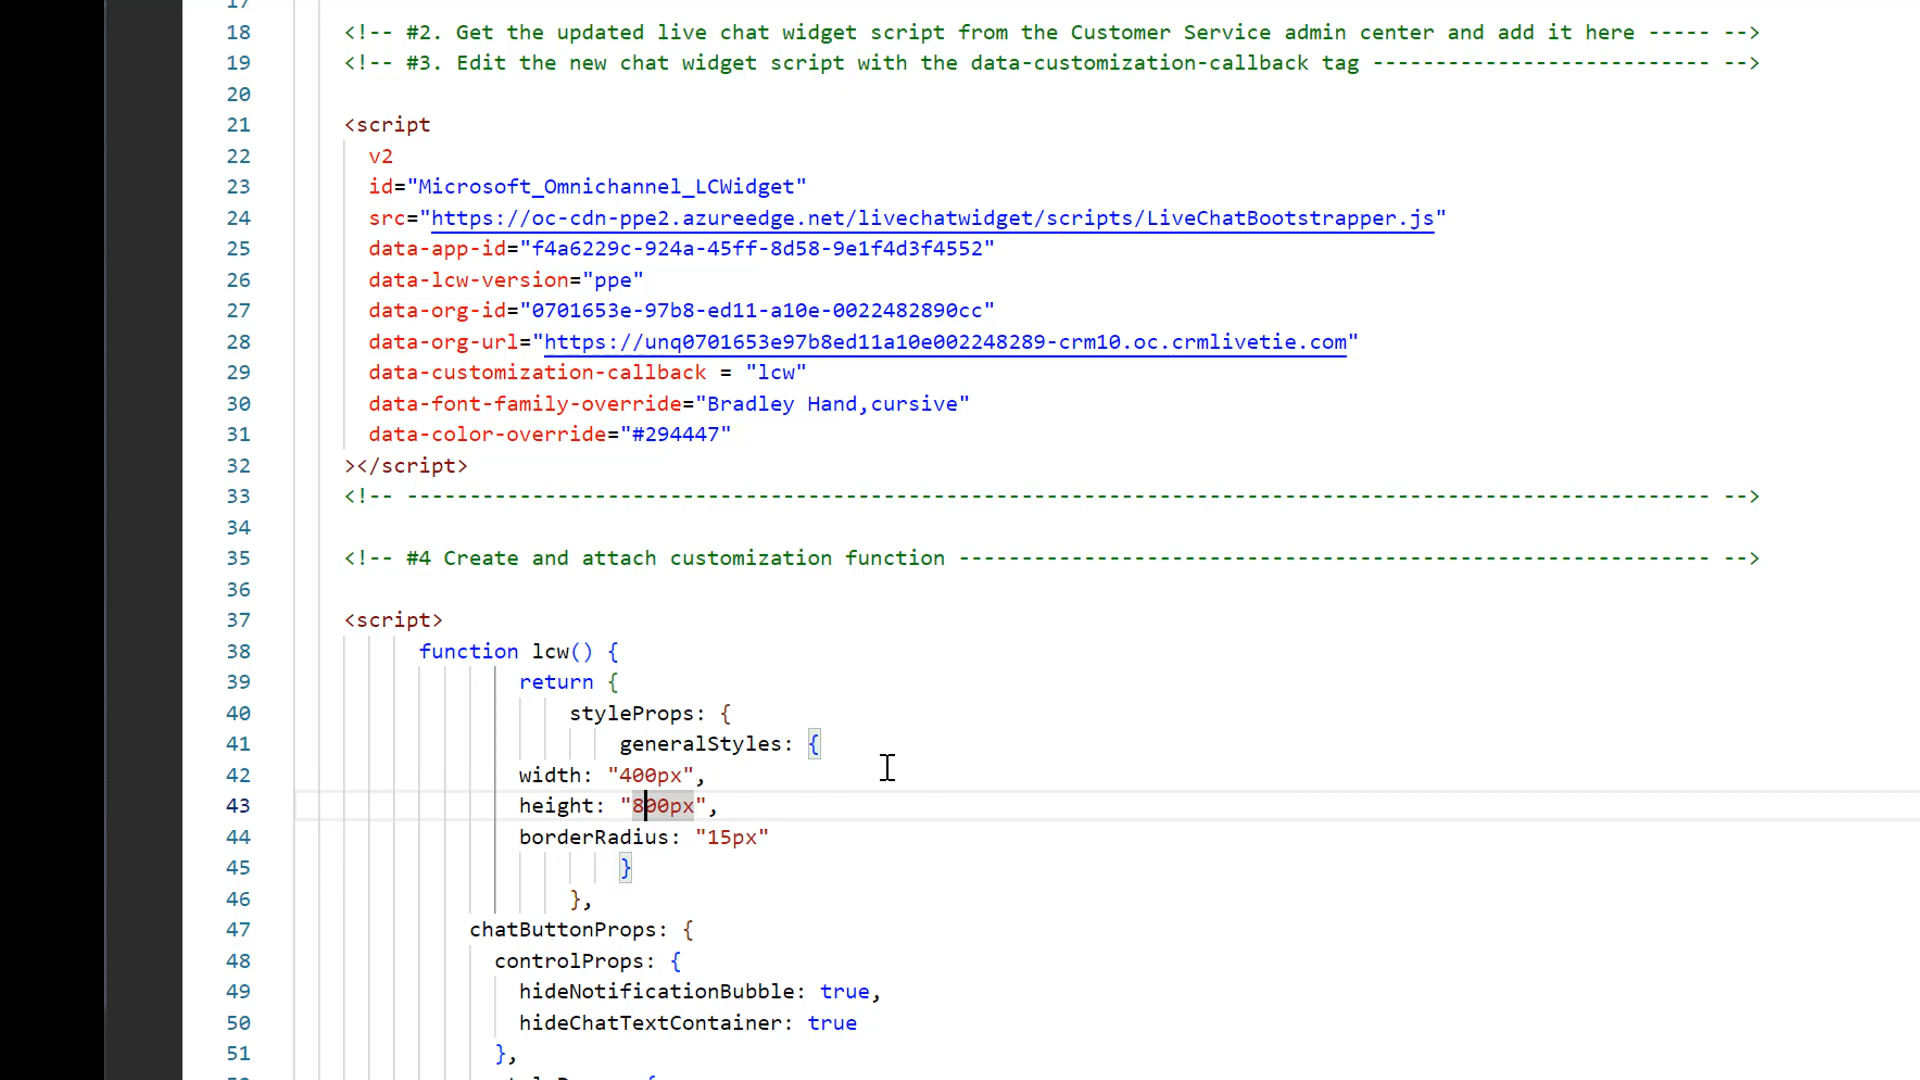 17
18 <!-- #2. Get the updated live chat widget script from the Customer Service admin center and add it here ----- -->
19 <!-- #3. Edit the new chat widget script with the data-customization-callback tag --------------------------- -->
20
21 <script
22 v2
23 id="Microsoft_Omnichannel_LCWidget"
24 src="https://oc-cdn-ppe2.azureedge.net/livechatwidget/scripts/LiveChatBootstrapper.js"
25 data-app-id="f4a6229c-924a-45ff-8d58-9e1f4d3f4552"
26 data-lcw-version="ppe"
27 data-org-id="0701653e-97b8-ed11-a10e-0022482890cc"
28 data-org-url="https://unq0701653e97b8ed11a10e002248289-crm10.oc.crmlivetie.com"
29 data-customization-callback = "lcw"
30 data-font-family-override="Bradley Hand,cursive"
31 data-color-override="#294447"
32 ></script>
33 <!-- -------------------------------------------------------------------------------------------------------- -->
34
35 <!-- #4 Create and attach customization function ------------------------------------------------------------ -->
36
37 <script>
38 function lcw() {
39 return {
40 styleProps: {
41 generalStyles: {
42 width: "400px",
43 height: "800px",
44 borderRadius: "15px"
45 }
46 },
47 chatButtonProps: {
48 controlProps: {
49 hideNotificationBubble: true,
50 hideChatTextContainer: true
51 },